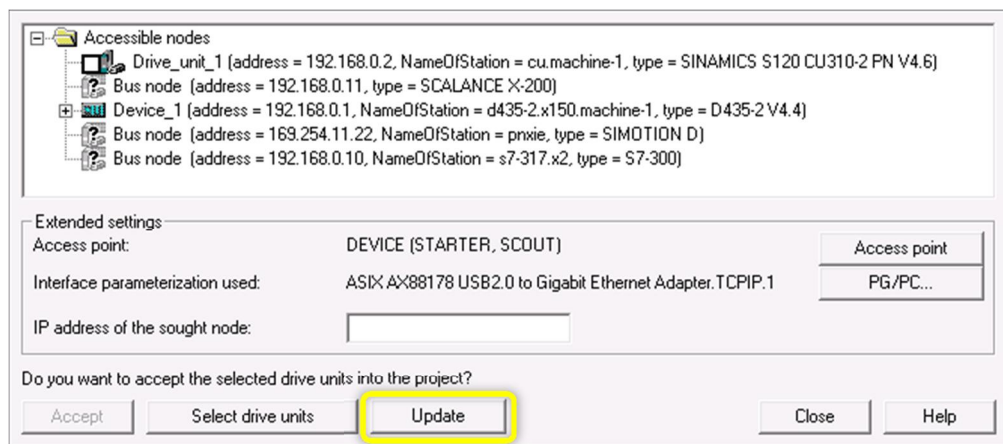 Accessible nodes
Drive_unit_1 (address = 192.168.0.2, NameOfStation = cu.machine-1, type = SINAMICS S120 CU310-2 PN V4.6)
Bus node (address = 192.168.0.11, type = SCALANCE X-200)
Device_1 (address = 192.168.0.1, NameOfStation = d435-2.x150.machine-1, type = D435-2 V4.4)
Bus node (address = 169.254.11.22, NameOfStation = pnxie, type = SIMOTION D)
Bus node (address = 192.168.0.10, NameOfStation = s7-317.x2, type = S7-300)
Extended settings
Access point: DEVICE (STARTER, SCOUT) Access point
Interface parameterization used: ASIX AX88178 USB2.0 to Gigabit Ethernet Adapter.TCPIP.1 PG/PC...
IP address of the sought node:
Do you want to accept the selected drive units into the project?
Accept Select drive units Update Close Help